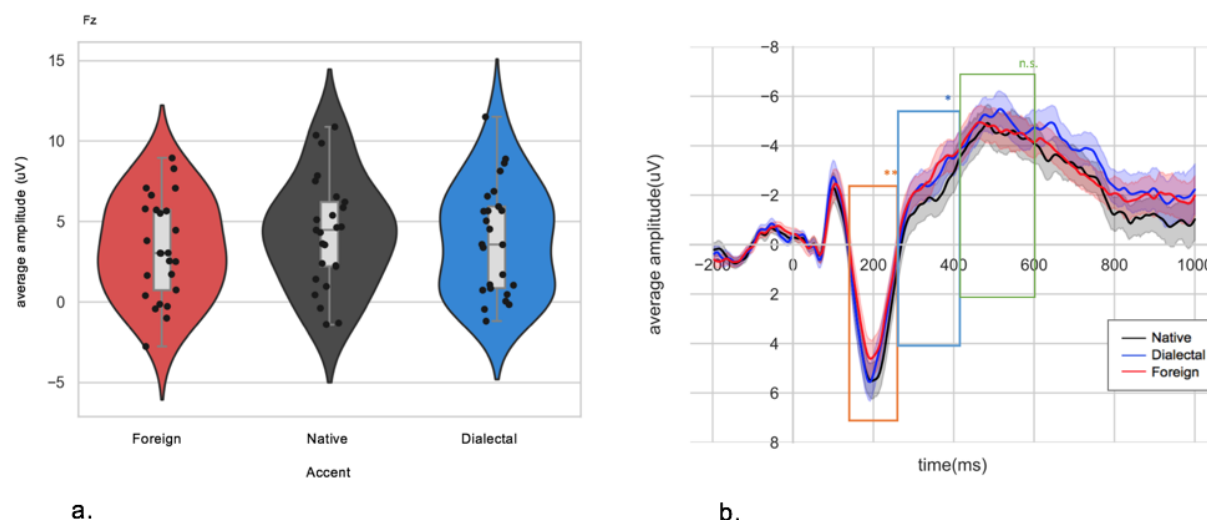 Fz
15
10
5
0
−5
average amplitude (uV)
Foreign Native Dialectal
Accent
a.
−8
−6
−4
−2
−200 0 200 400 600 800 1000
2
4
6
8
average amplitude(uV)
**
*
n.s.
Native
Dialectal
Foreign
time(ms)
b.